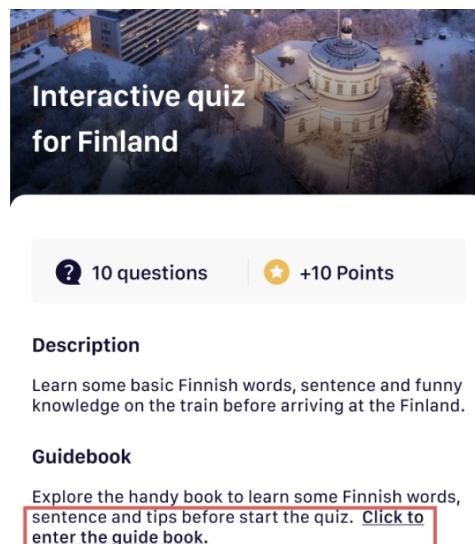 Interactive quiz
for Finland
10 questions
+10 Points
Description
Learn some basic Finnish words, sentence and funny
knowledge on the train before arriving at the Finland.
Guidebook
Explore the handy book to learn some Finnish words,
sentence and tips before start the quiz. Click to
enter the guide book.